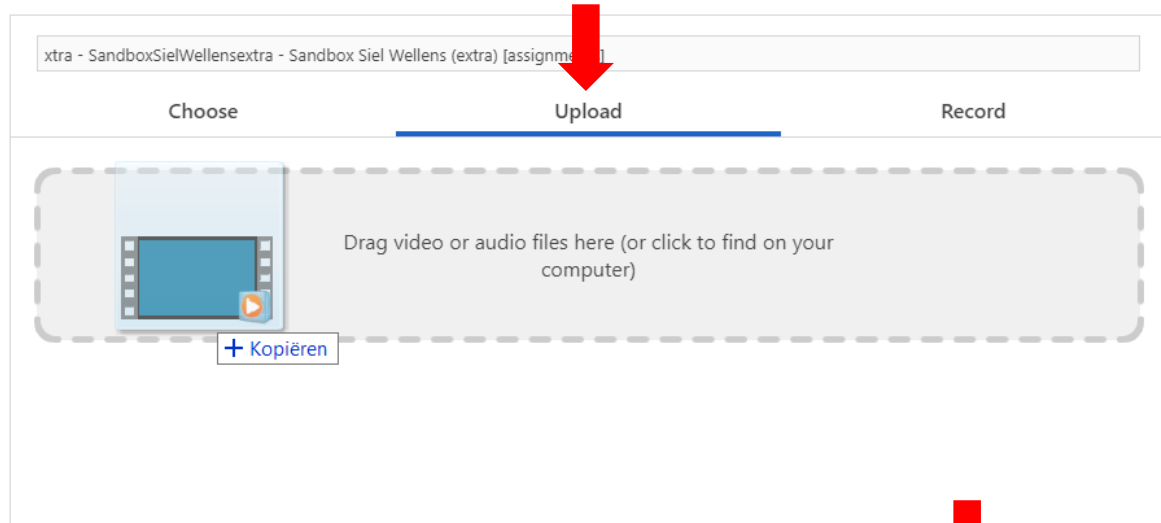 xtra - SandboxSielWellensextra - Sandbox Siel Wellens (extra)
Choose Upload Record
Drag video or audio files here (or click to find on your
computer)
+ Kopiëren